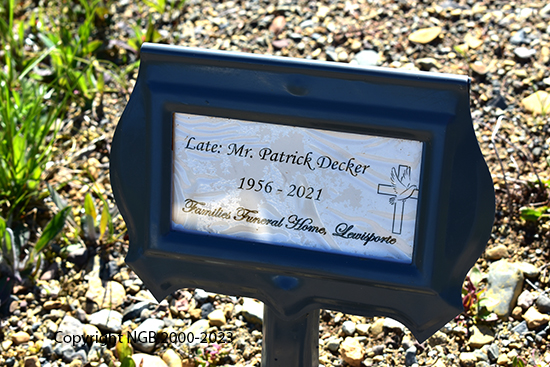 Late: Mr. Patrick Decker
1956 - 2021
Families Funeral Home, Lewisporte
Copyright NGB 2000-2023